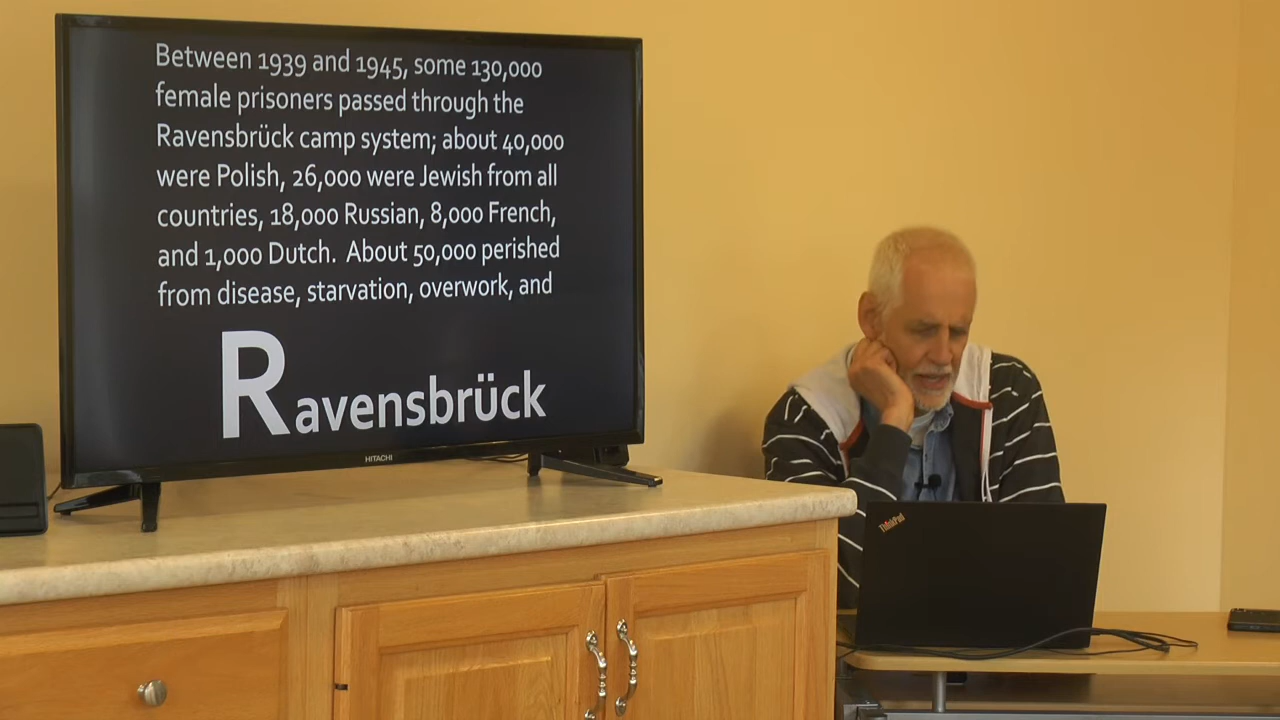 Between 1939 and 1945, some 130,000
female prisoners passed through the
Ravensbrück camp system; about 40,000
were Polish, 26,000 were Jewish from all
countries, 18,000 Russian, 8,000 French,
and 1,000 Dutch.  About 50,000 perished
from disease, starvation, overwork, and
Ravensbrück
HITACHI
ThinkPad